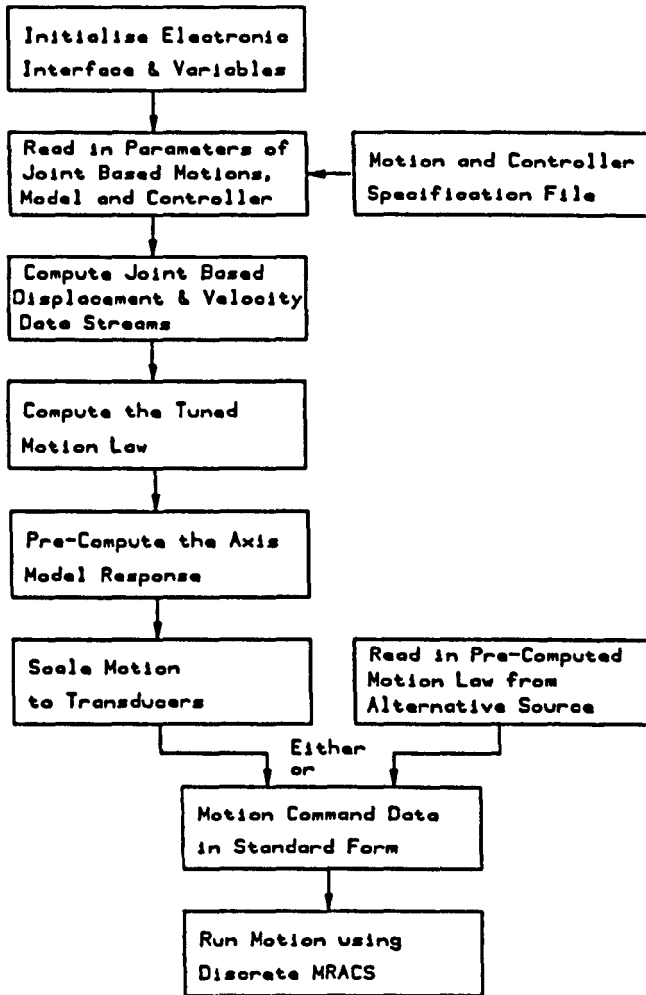 Initialise Electronic
Interface & Variables
Read in Parameters of
Joint Based Motions,
Model and Controller
Motion and Controller
Specification File
Compute Joint Based
Displacement & Velocity
Data Streams
Compute the Tuned
Motion Law
Pre-Compute the Axis
Model Response
Scale Motion
to Transducers
Read in Pre-Computed
Motion Law from
Alternative Source
Either
or
Motion Command Data
in Standard Form
Run Motion using
Discrete MRACS